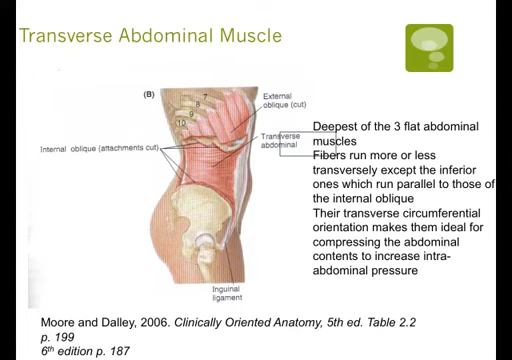 Transverse Abdominal Muscle
(B)
7
8
9
10
External
oblique (cut)
Transverse
abdominal
Internal oblique (attachments cut)
Inguinal
ligament
Deepest of the 3 flat abdominal
muscles
Fibers run more or less
transversely except the inferior
ones which run parallel to those of
the internal oblique
Their transverse circumferential
orientation makes them ideal for
compressing the abdominal
contents to increase intra-
abdominal pressure
Moore and Dalley, 2006. Clinically Oriented Anatomy, 5th ed. Table 2.2
p. 199
6th edition p. 187